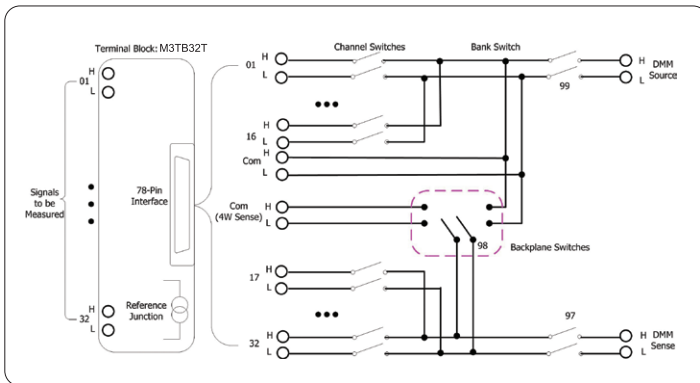 Terminal Block: M3TB32T
H
01
L
Signals
to be
Measured
78-Pin
Interface
Reference
Junction
H
32
L
Channel Switches
Bank Switch
H
01
L
H
DMM
Source
L
99
H
16
L
Com
H
L
Com
(4W Sense)
H
L
98
Backplane Switches
17
H
L
97
32
H
L
H
DMM
Sense
L